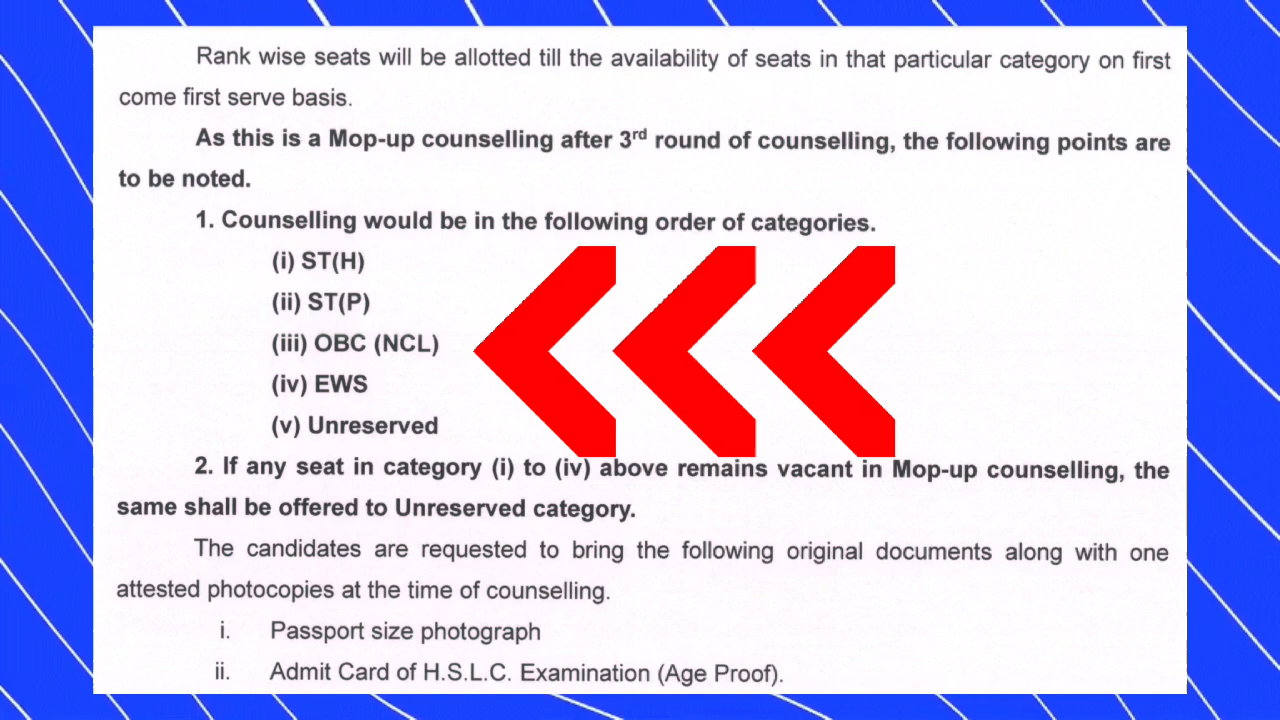 Rank wise seats will be allotted till the availability of seats in that particular category on first
come first serve basis.
As this is a Mop-up counselling after 3rd round of counselling, the following points are
to be noted.
1. Counselling would be in the following order of categories.
(i) ST(H)
(ii) ST(P)
(iii) OBC (NCL)
(iv) EWS
(v) Unreserved
2. If any seat in category (i) to (iv) above remains vacant in Mop-up counselling, the
same shall be offered to Unreserved category.
The candidates are requested to bring the following original documents along with one
attested photocopies at the time of counselling.
i. Passport size photograph
ii. Admit Card of H.S.L.C. Examination (Age Proof).